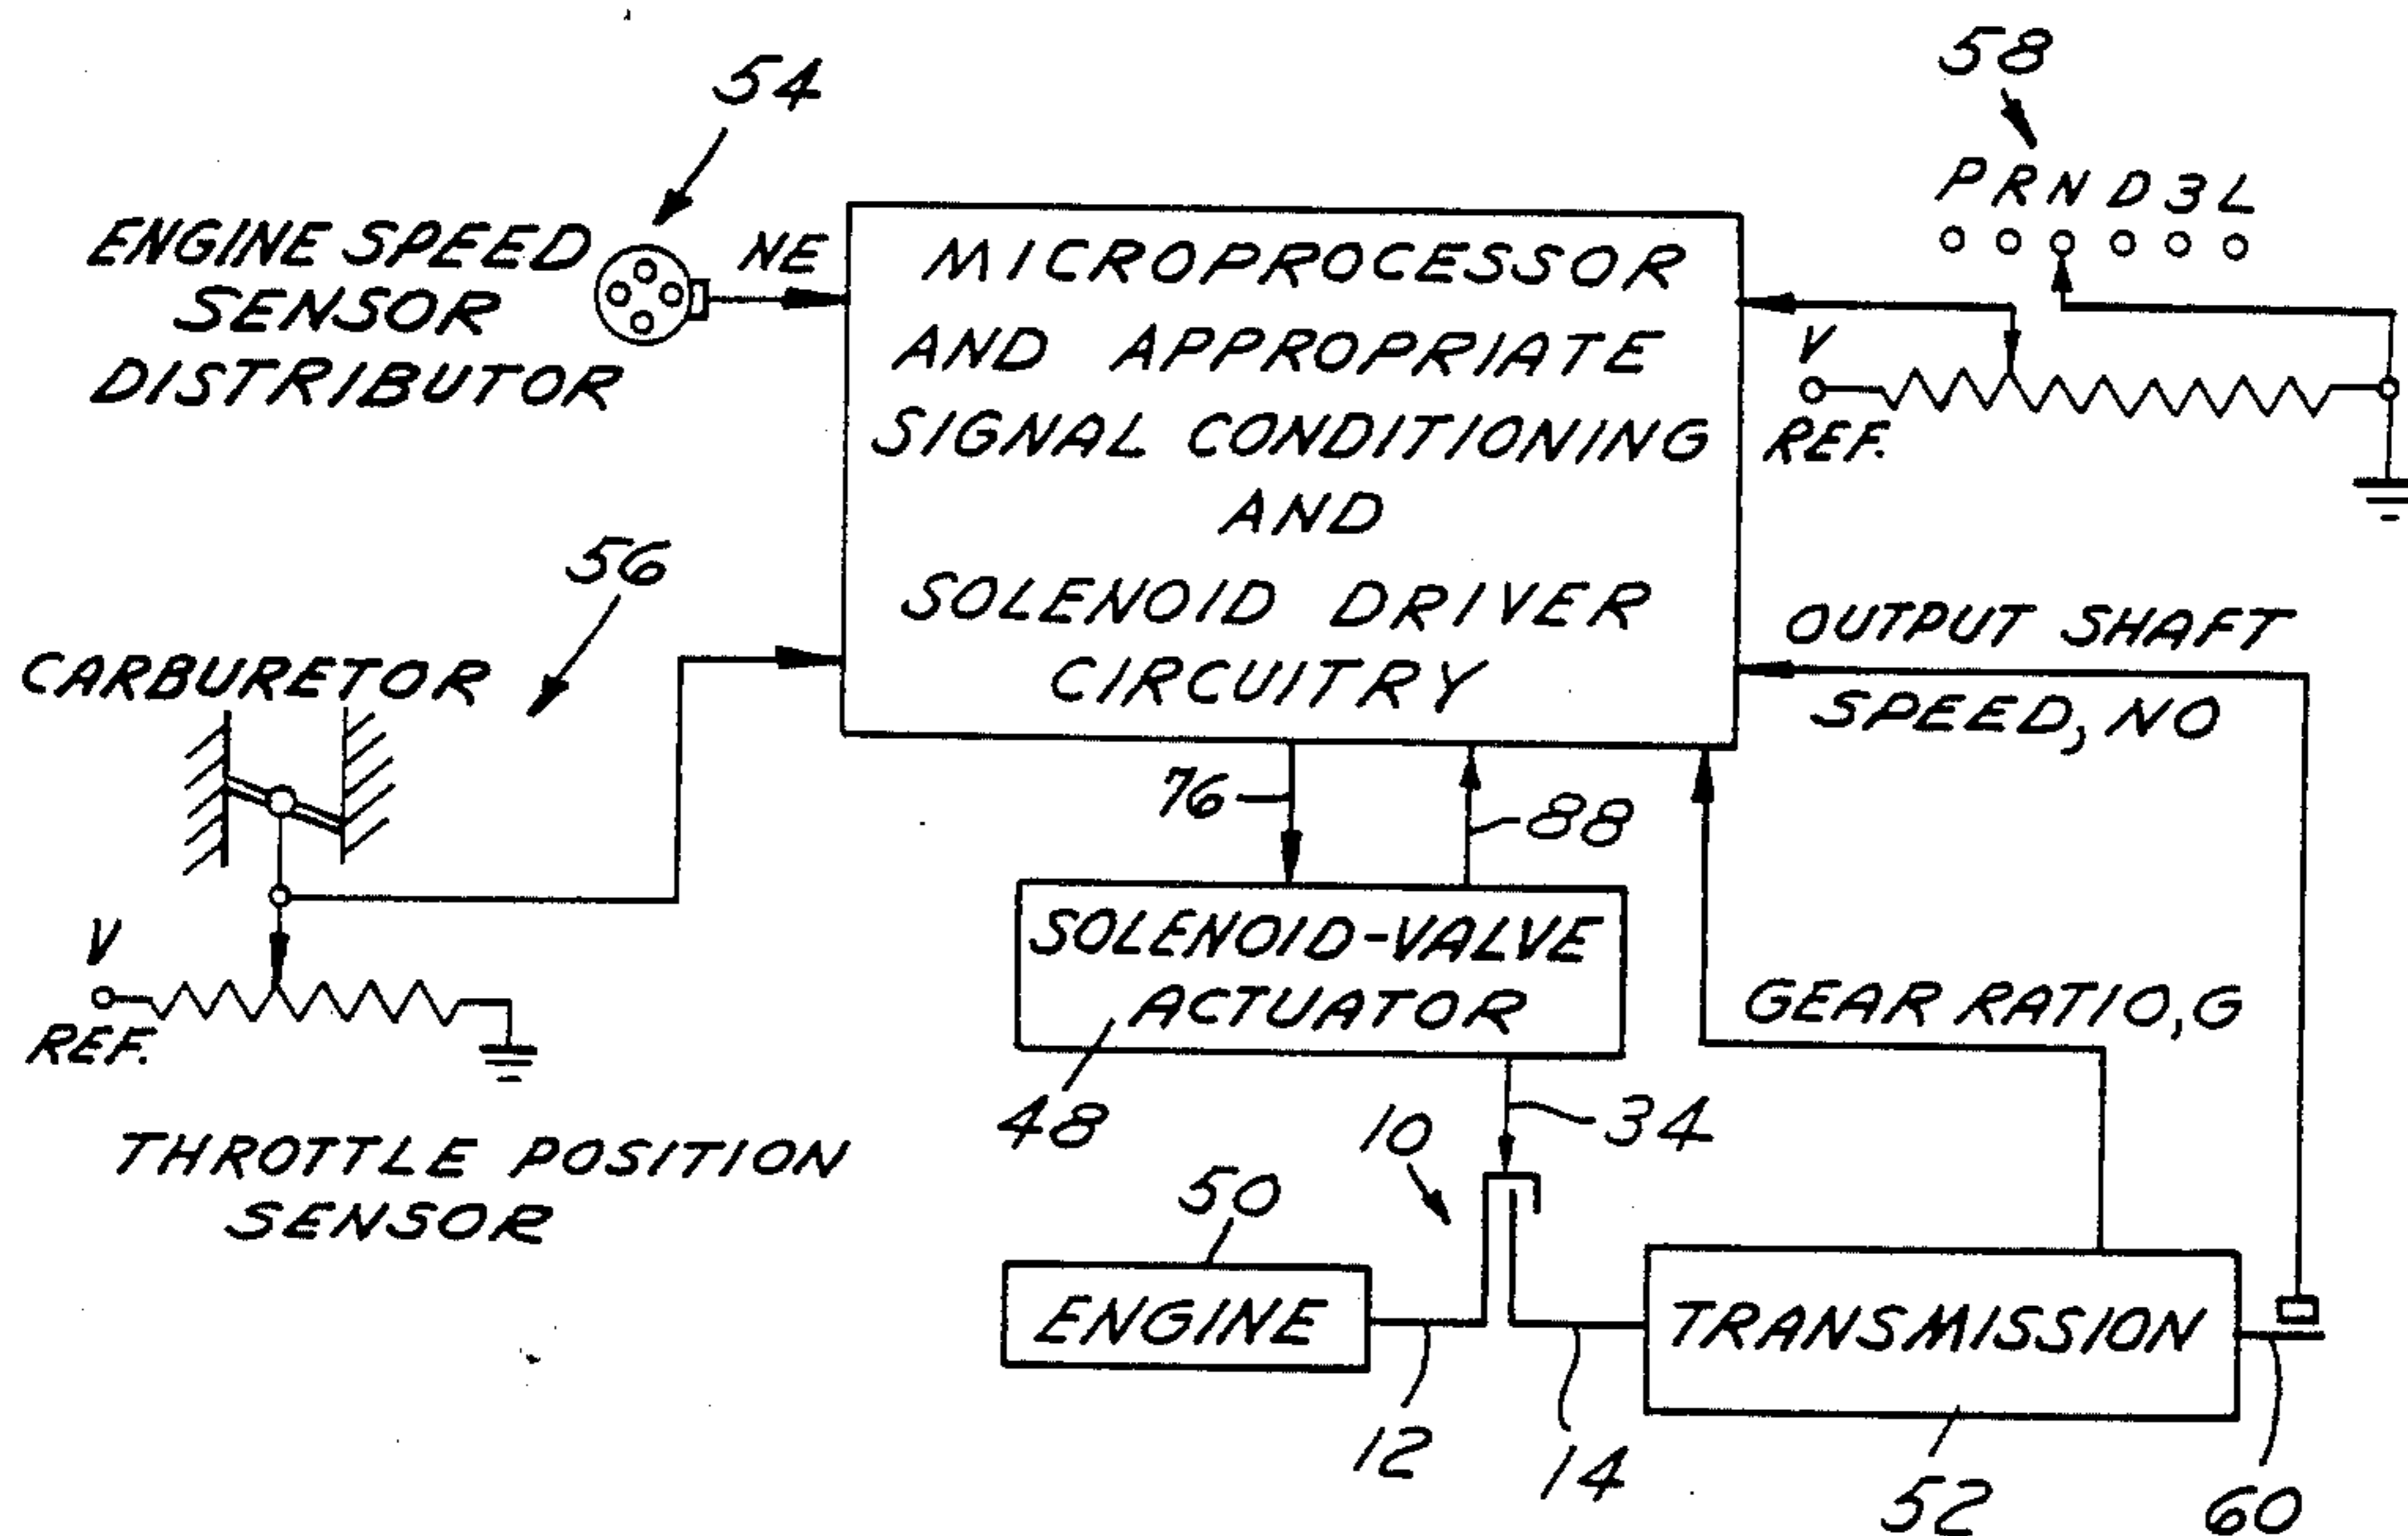 54
58
P R N D 3 L
ENGINE SPEED
SENSOR
DISTRIBUTOR
NE
MICROPROCESSOR
AND APPROPRIATE
SIGNAL CONDITIONING
AND
SOLENOID DRIVER
CIRCUITRY
V
REF.
56
CARBURETOR
OUTPUT SHAFT
SPEED, NO
76
88
V
REF.
SOLENOID-VALVE
ACTUATOR
GEAR RATIO, G
48
10
34
THROTTLE POSITION
SENSOR
50
ENGINE
TRANSMISSION
12
14
52
60